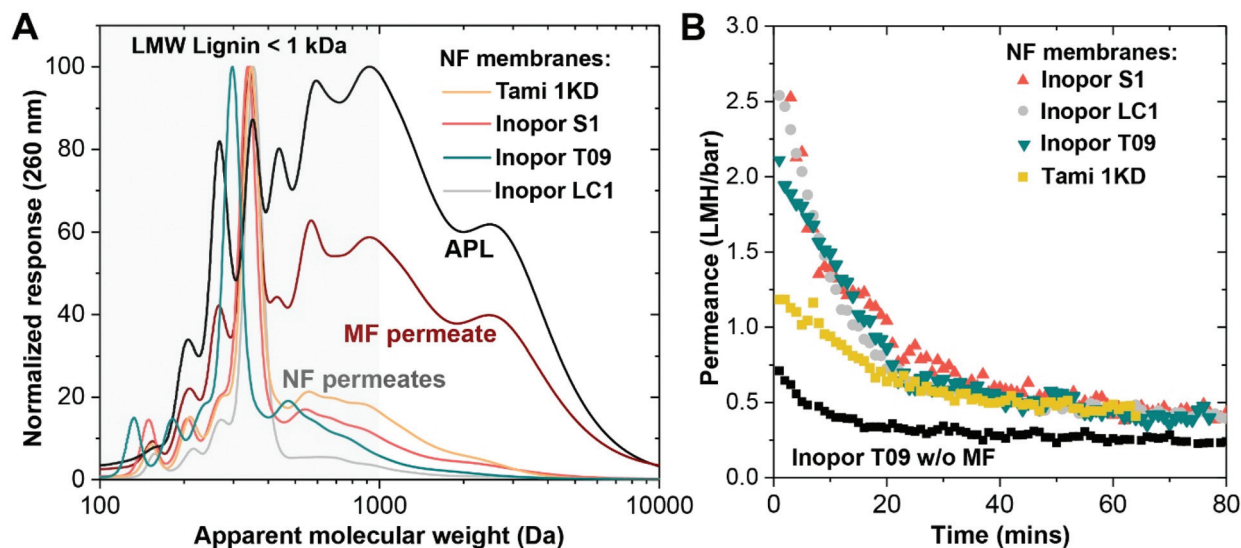 A
LMW Lignin < 1 kDa
NF membranes:
Tami 1KD
Inopor S1
Inopor T09
Inopor LC1
APL
MF permeate
NF permeates
Normalized response (260 nm)
100
80
60
40
20
0
100
1000
10000
Apparent molecular weight (Da)
B
NF membranes:
Inopor S1
Inopor LC1
Inopor T09
Tami 1KD
Inopor T09 w/o MF
Permeance (LMH/bar)
3.0
2.5
2.0
1.5
1.0
0.5
0.0
0
20
40
60
80
Time (mins)